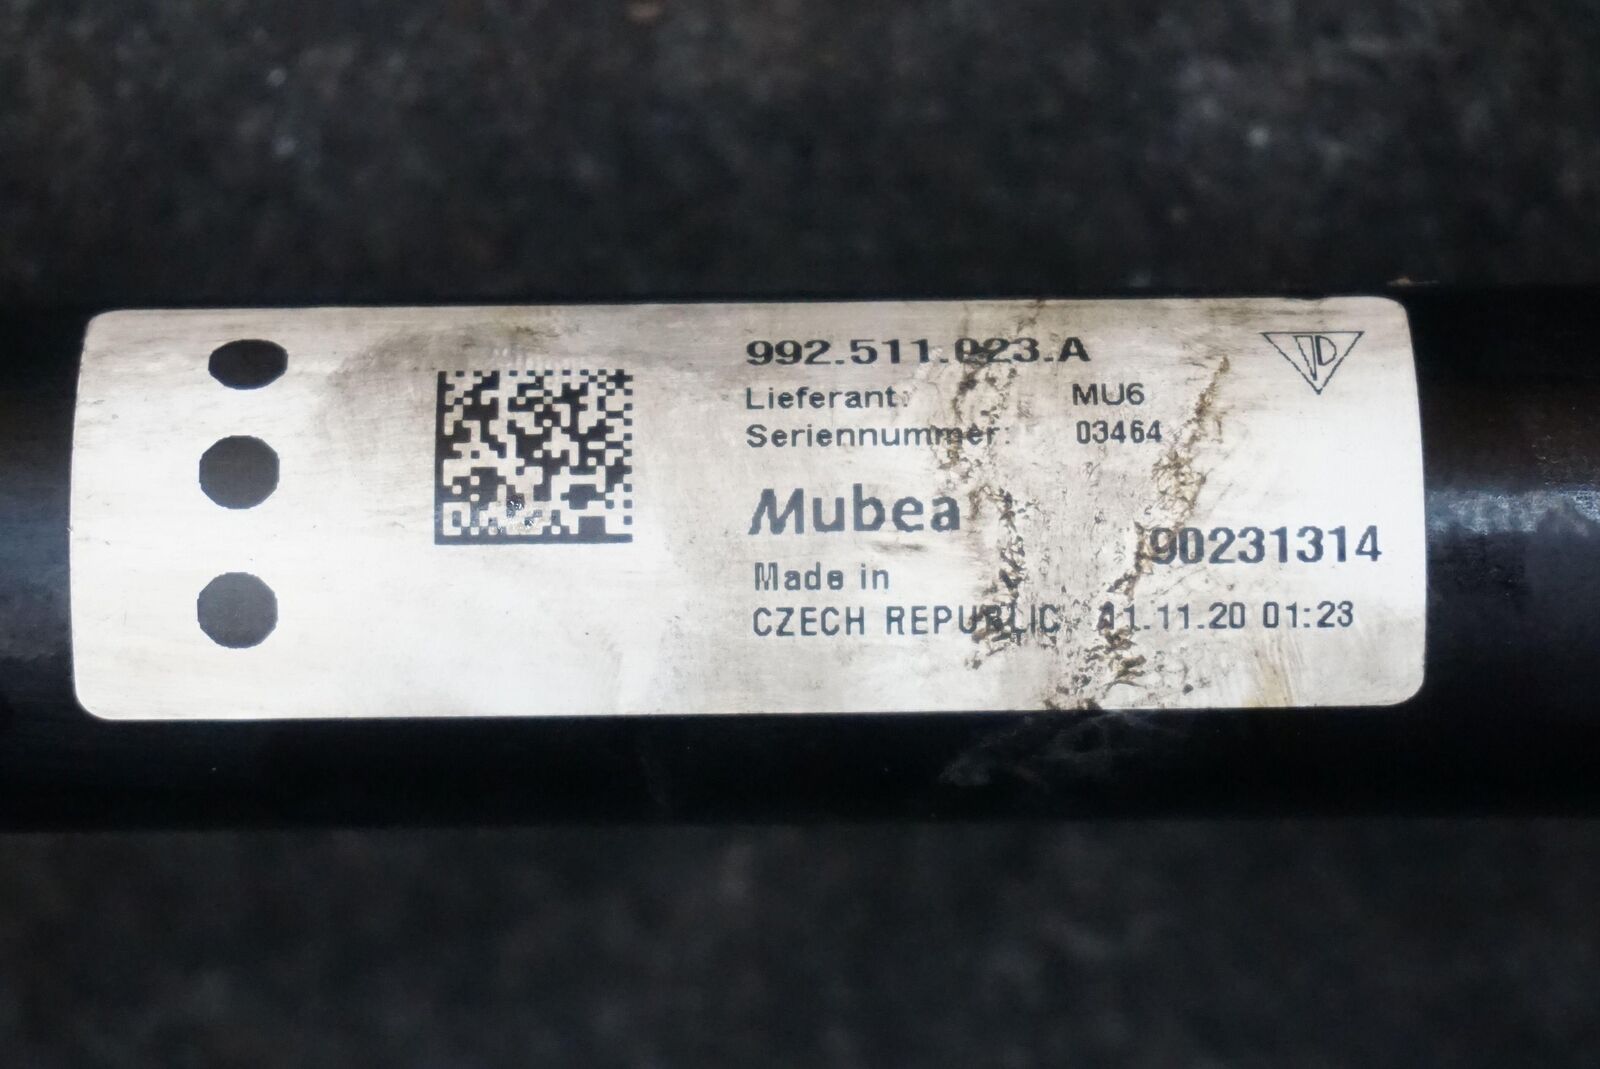 992.511.023.A
Lieferant: MU6
Seriennummer: 03464
Mubea
90231314
Made in
CZECH REPUBLIC 11.11.20 01:23